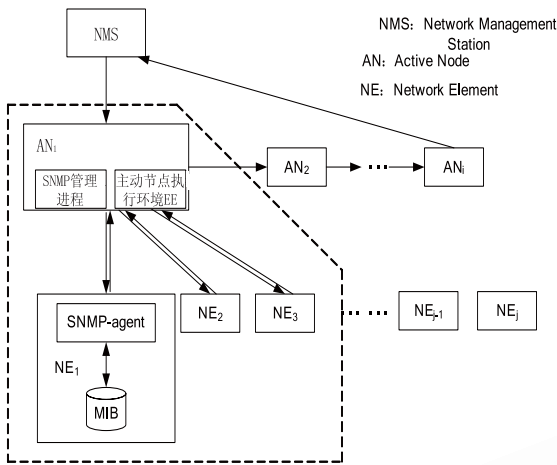 NMS
NMS: Network Management
Station
AN: Active Node
NE: Network Element
AN₁
SNMP管理
进程
主动节点执
行环境EE
AN₂
...
ANᵢ
SNMP-agent
NE₁
MIB
NE₂
NE₃
...
NEⱼ₋₁
NEⱼ